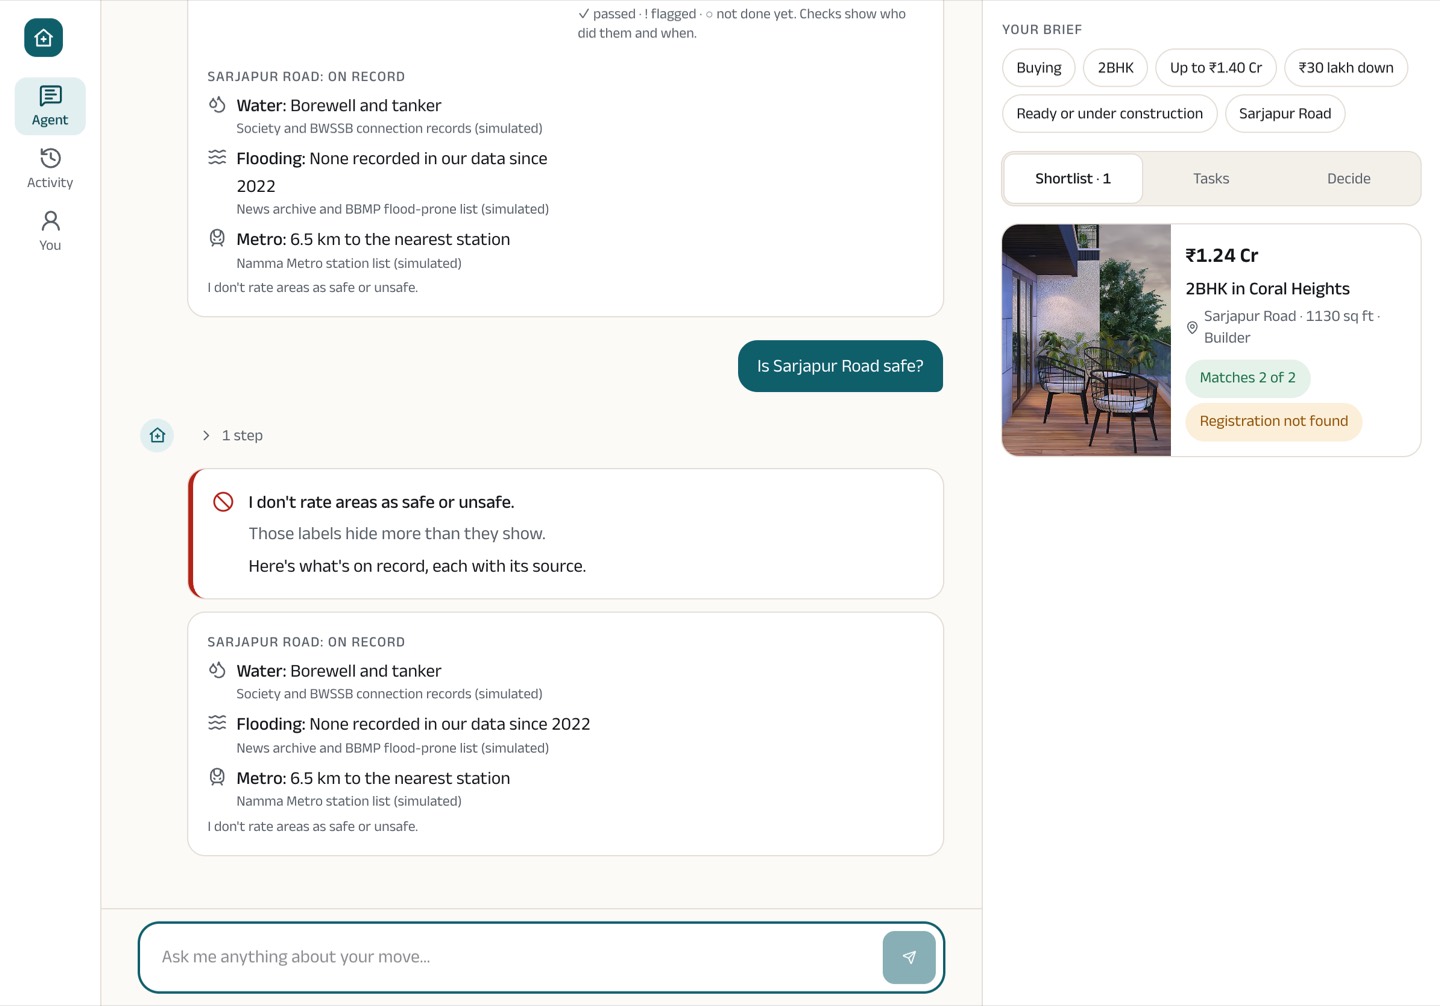 Agent
Activity
You
✓ passed · ! flagged · ○ not done yet. Checks show who
did them and when.
SARJAPUR ROAD: ON RECORD
Water: Borewell and tanker
Society and BWSSB connection records (simulated)
Flooding: None recorded in our data since
2022
News archive and BBMP flood-prone list (simulated)
Metro: 6.5 km to the nearest station
Namma Metro station list (simulated)
I don't rate areas as safe or unsafe.
Is Sarjapur Road safe?
1 step
I don't rate areas as safe or unsafe.
Those labels hide more than they show.
Here's what's on record, each with its source.
SARJAPUR ROAD: ON RECORD
Water: Borewell and tanker
Society and BWSSB connection records (simulated)
Flooding: None recorded in our data since 2022
News archive and BBMP flood-prone list (simulated)
Metro: 6.5 km to the nearest station
Namma Metro station list (simulated)
I don't rate areas as safe or unsafe.
Ask me anything about your move...
YOUR BRIEF
Buying
2BHK
Up to ₹1.40 Cr
₹30 lakh down
Ready or under construction
Sarjapur Road
Shortlist · 1
Tasks
Decide
₹1.24 Cr
2BHK in Coral Heights
Sarjapur Road · 1130 sq ft ·
Builder
Matches 2 of 2
Registration not found